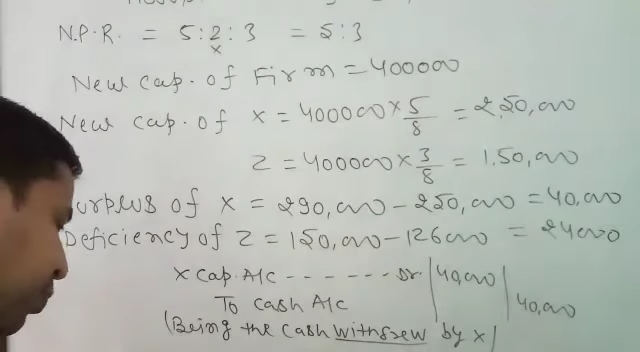 N.P.R. = 5:2:3 = 5:3
x
New cap. of Firm = 400000
New cap. of x = 400000 × 5/8 = 2,50,000
z = 400000 × 3/8 = 1,50,000
urplus of x = 290,000 - 250,000 = 40,000
Deficiency of z = 150,000 - 126000 = 24000
x cap. A/c - - - - - - Dr. 40,000
To cash A/c 40,000
(Being the cash withdrew by x)